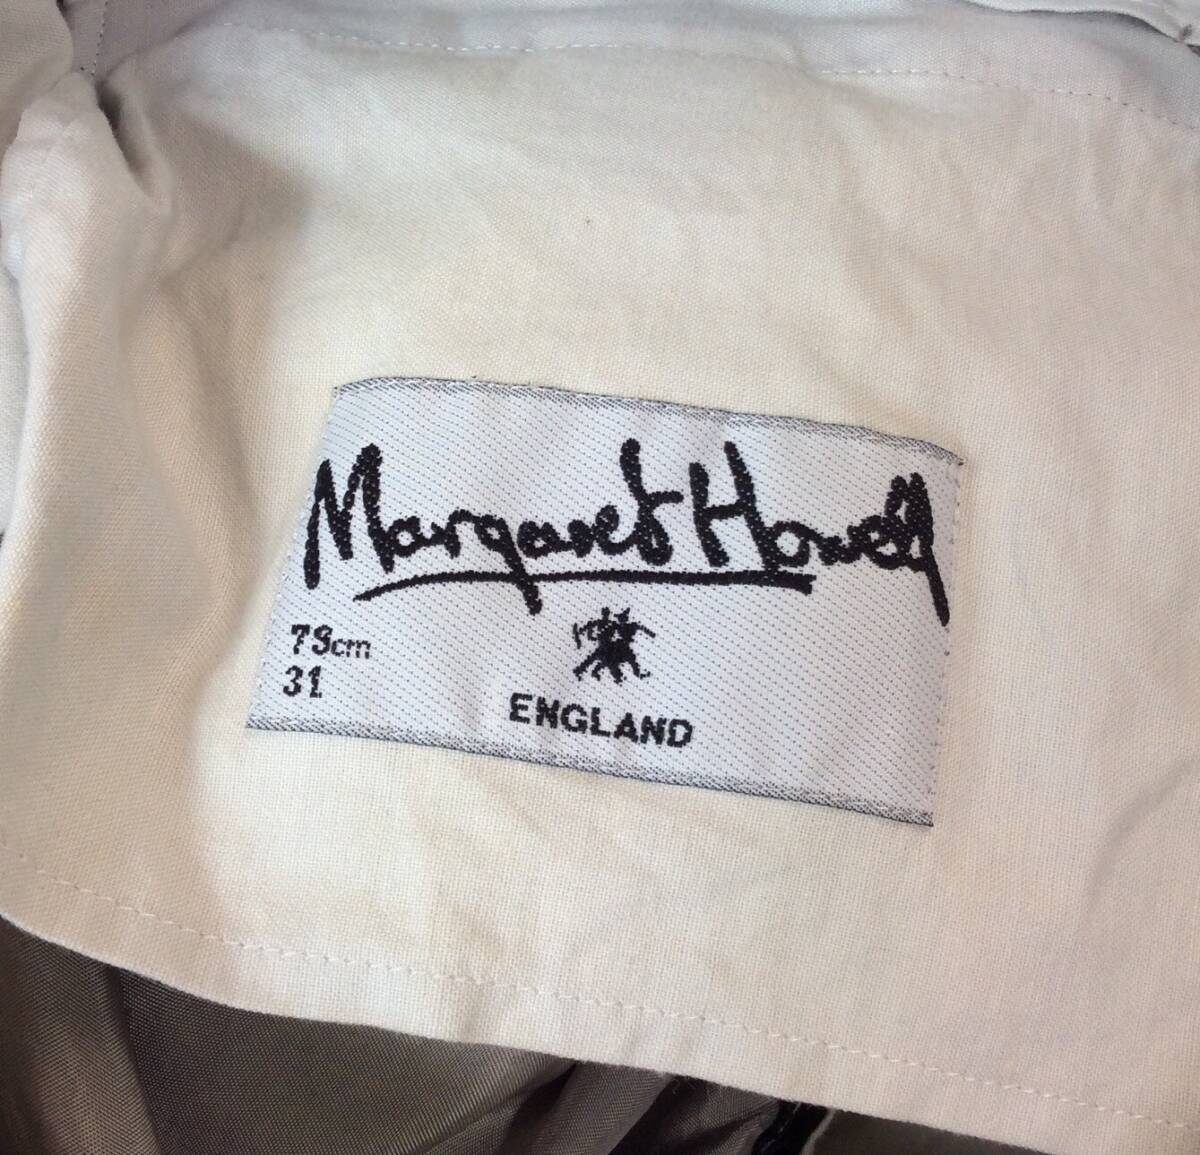 Margaret Howell
79cm
31
ENGLAND